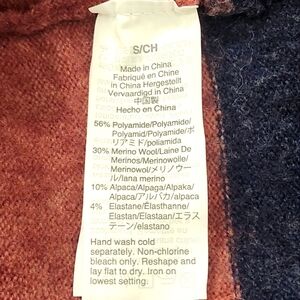 S/CH
Made in China
Fabriqué en Chine
in China Hergestellt
Vervaardigd in China
中国製
Hecho en China
56% Polyamide/Polyamide/
Polyamid/Polyamide/ポ
リアミド/poliamida
30% Merino Wool/Laine De
Merinos/Merinowolle/
Merinowol/メリノウー
ル/lana merino
10% Alpaca/Alpaga/Alpaka/
Alpaca/アルパカ/alpaca
4% Elastane/Élasthanne/
Elastan/Elastaan/エラス
テーン/elastano
Hand wash cold
separately. Non-chlorine
bleach only. Reshape and
lay flat to dry. Iron on
lowest setting.